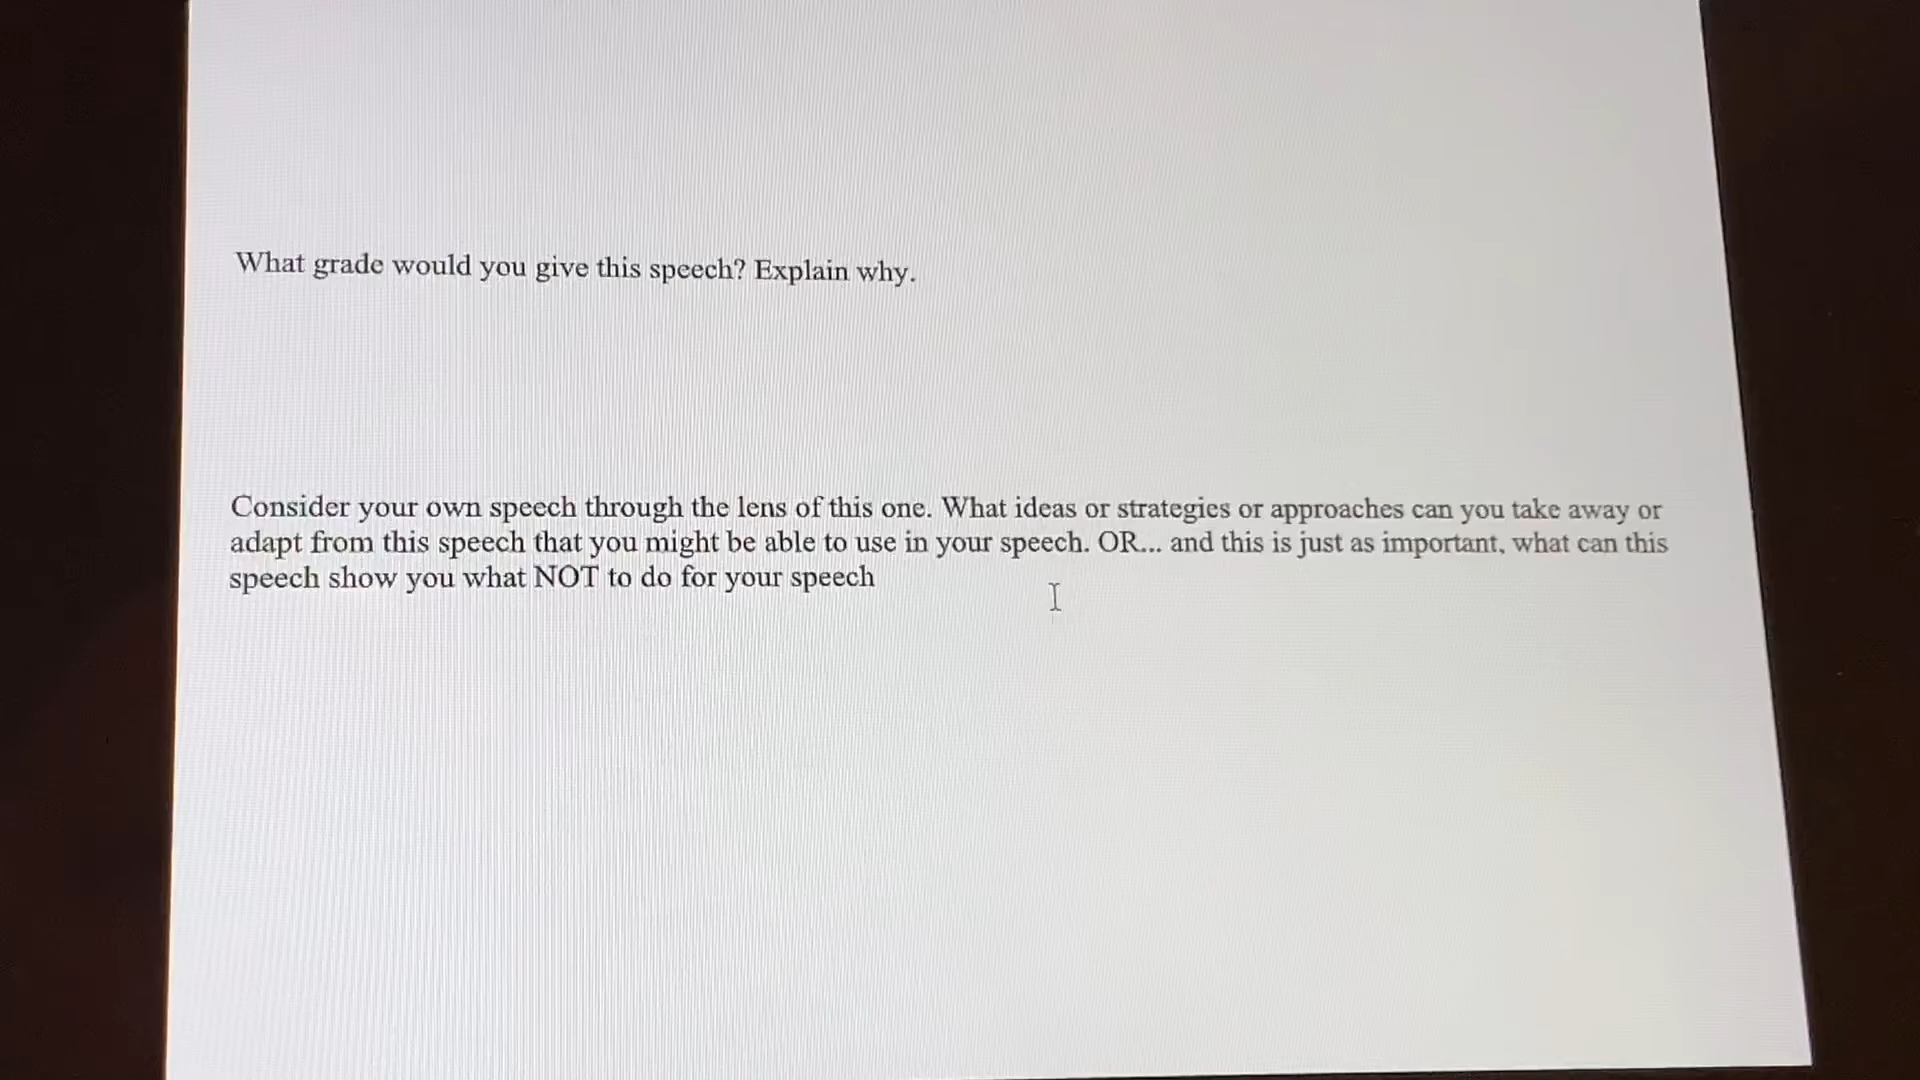 What grade would you give this speech? Explain why.
Consider your own speech through the lens of this one. What ideas or strategies or approaches can you take away or
adapt from this speech that you might be able to use in your speech. OR... and this is just as important, what can this
speech show you what NOT to do for your speech